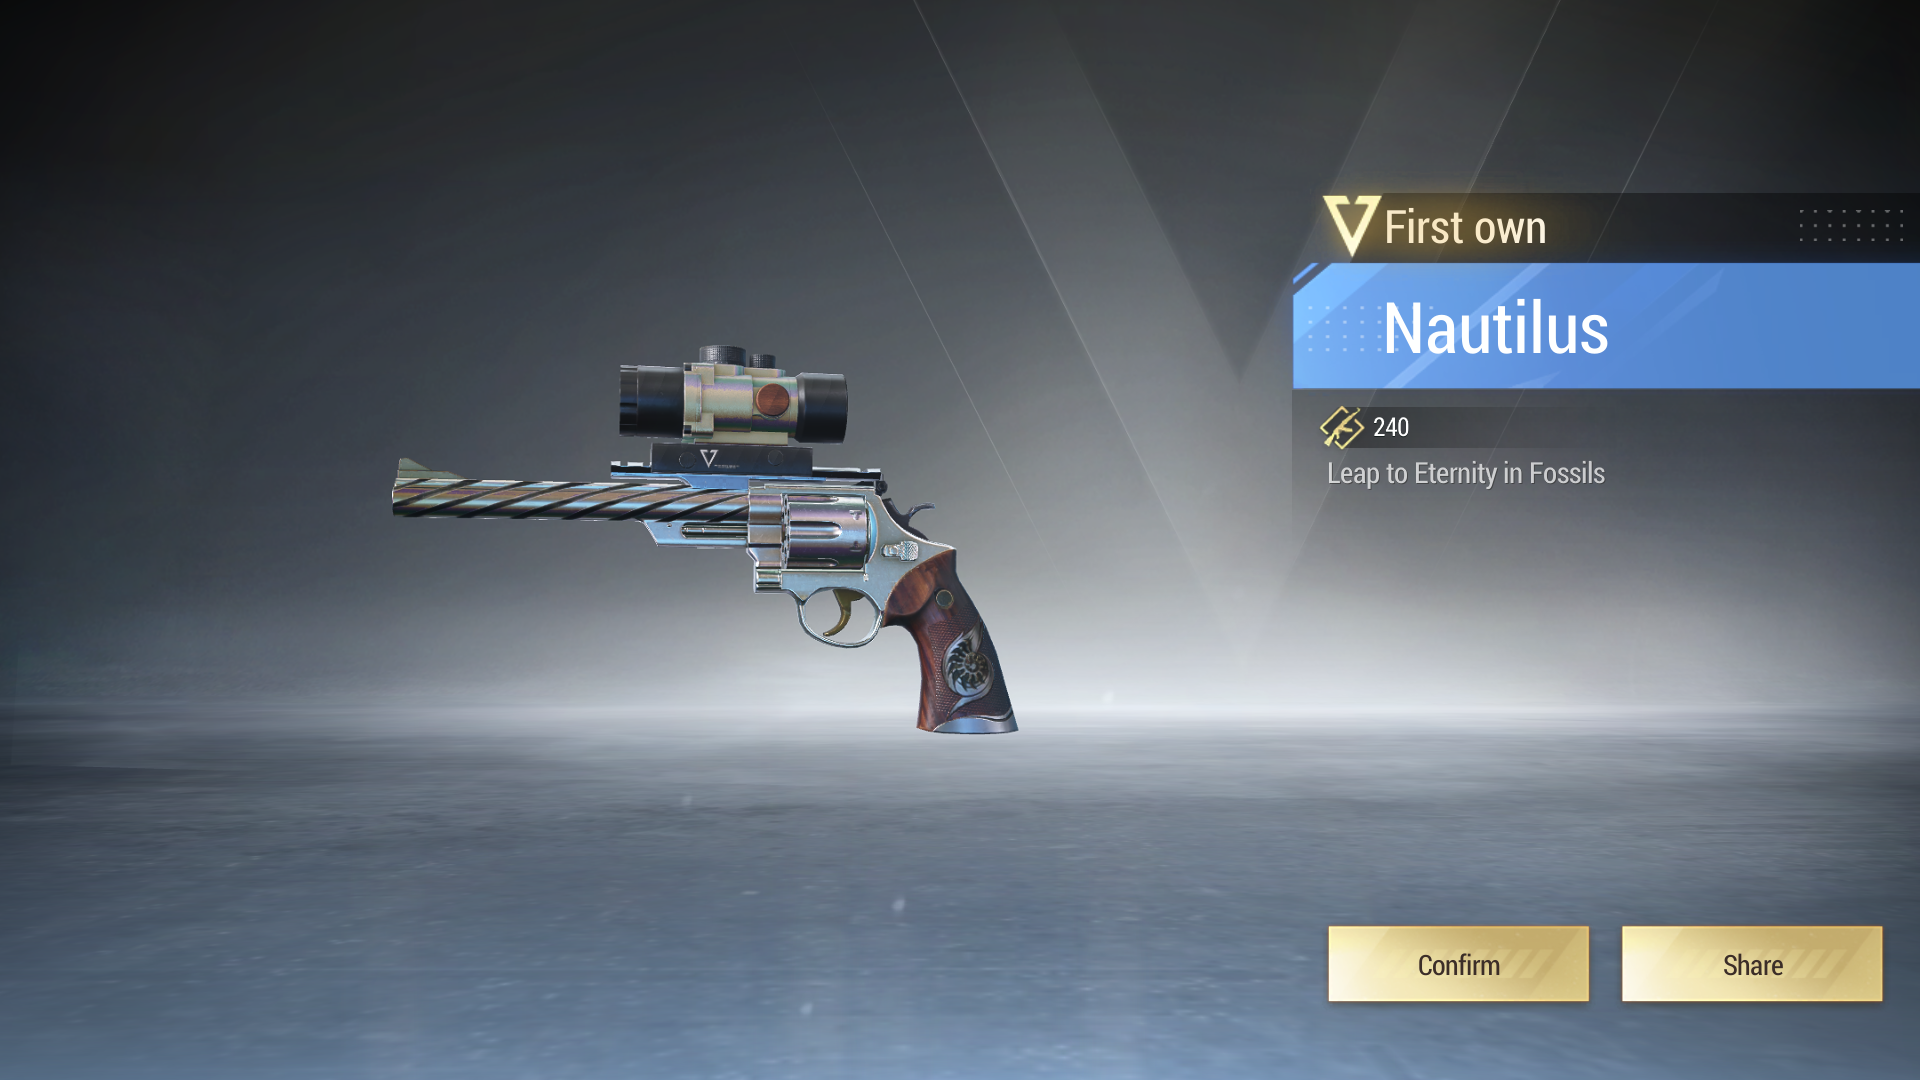 First own
Nautilus
240
Leap to Eternity in Fossils
Confirm
Share